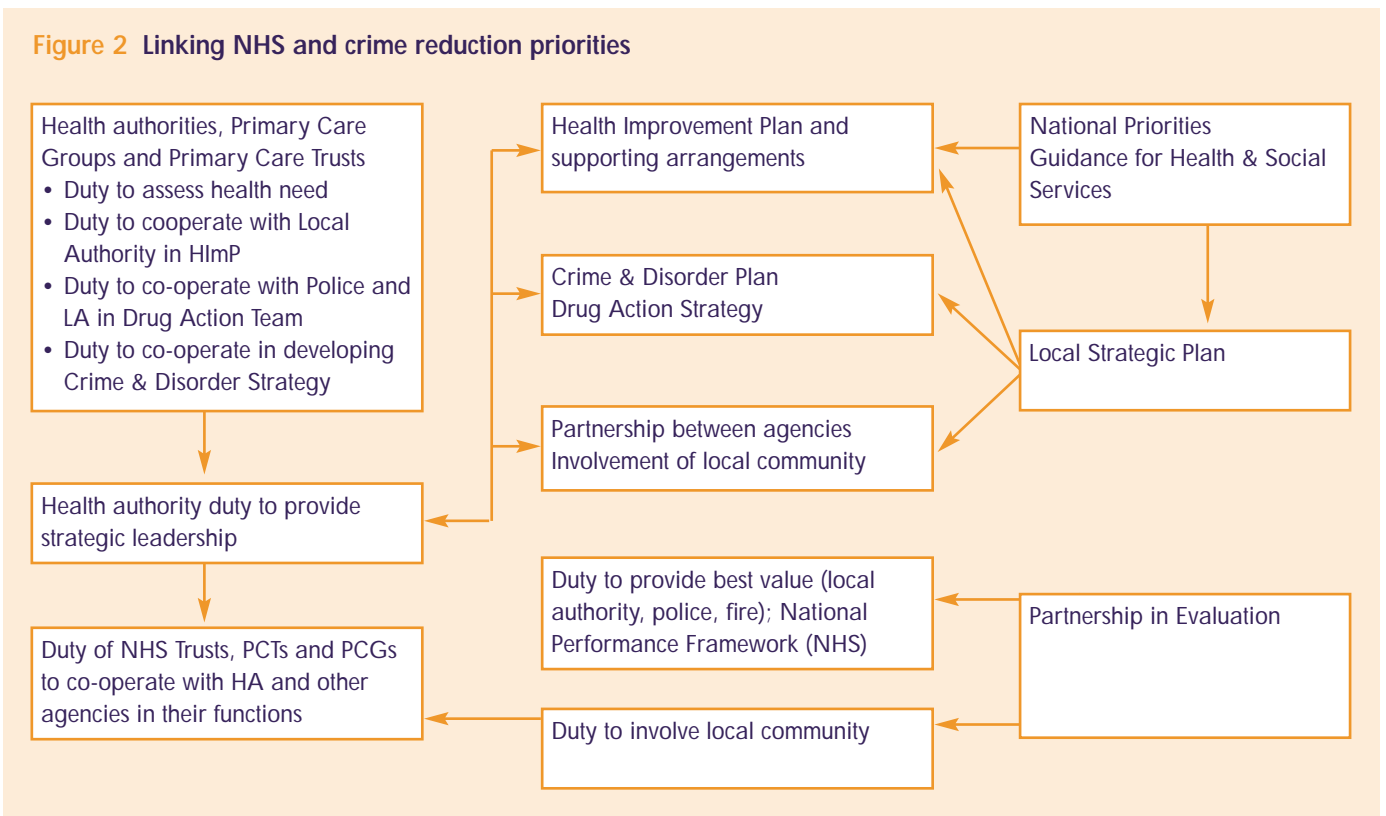 Figure 2 Linking NHS and crime reduction priorities
Health authorities, Primary Care
Groups and Primary Care Trusts
• Duty to assess health need
• Duty to cooperate with Local
Authority in HImP
• Duty to co-operate with Police and
LA in Drug Action Team
• Duty to co-operate in developing
Crime & Disorder Strategy
Health authority duty to provide
strategic leadership
Duty of NHS Trusts, PCTs and PCGs
to co-operate with HA and other
agencies in their functions
Health Improvement Plan and
supporting arrangements
Crime & Disorder Plan
Drug Action Strategy
Partnership between agencies
Involvement of local community
Duty to provide best value (local
authority, police, fire); National
Performance Framework (NHS)
Duty to involve local community
National Priorities
Guidance for Health & Social
Services
Local Strategic Plan
Partnership in Evaluation